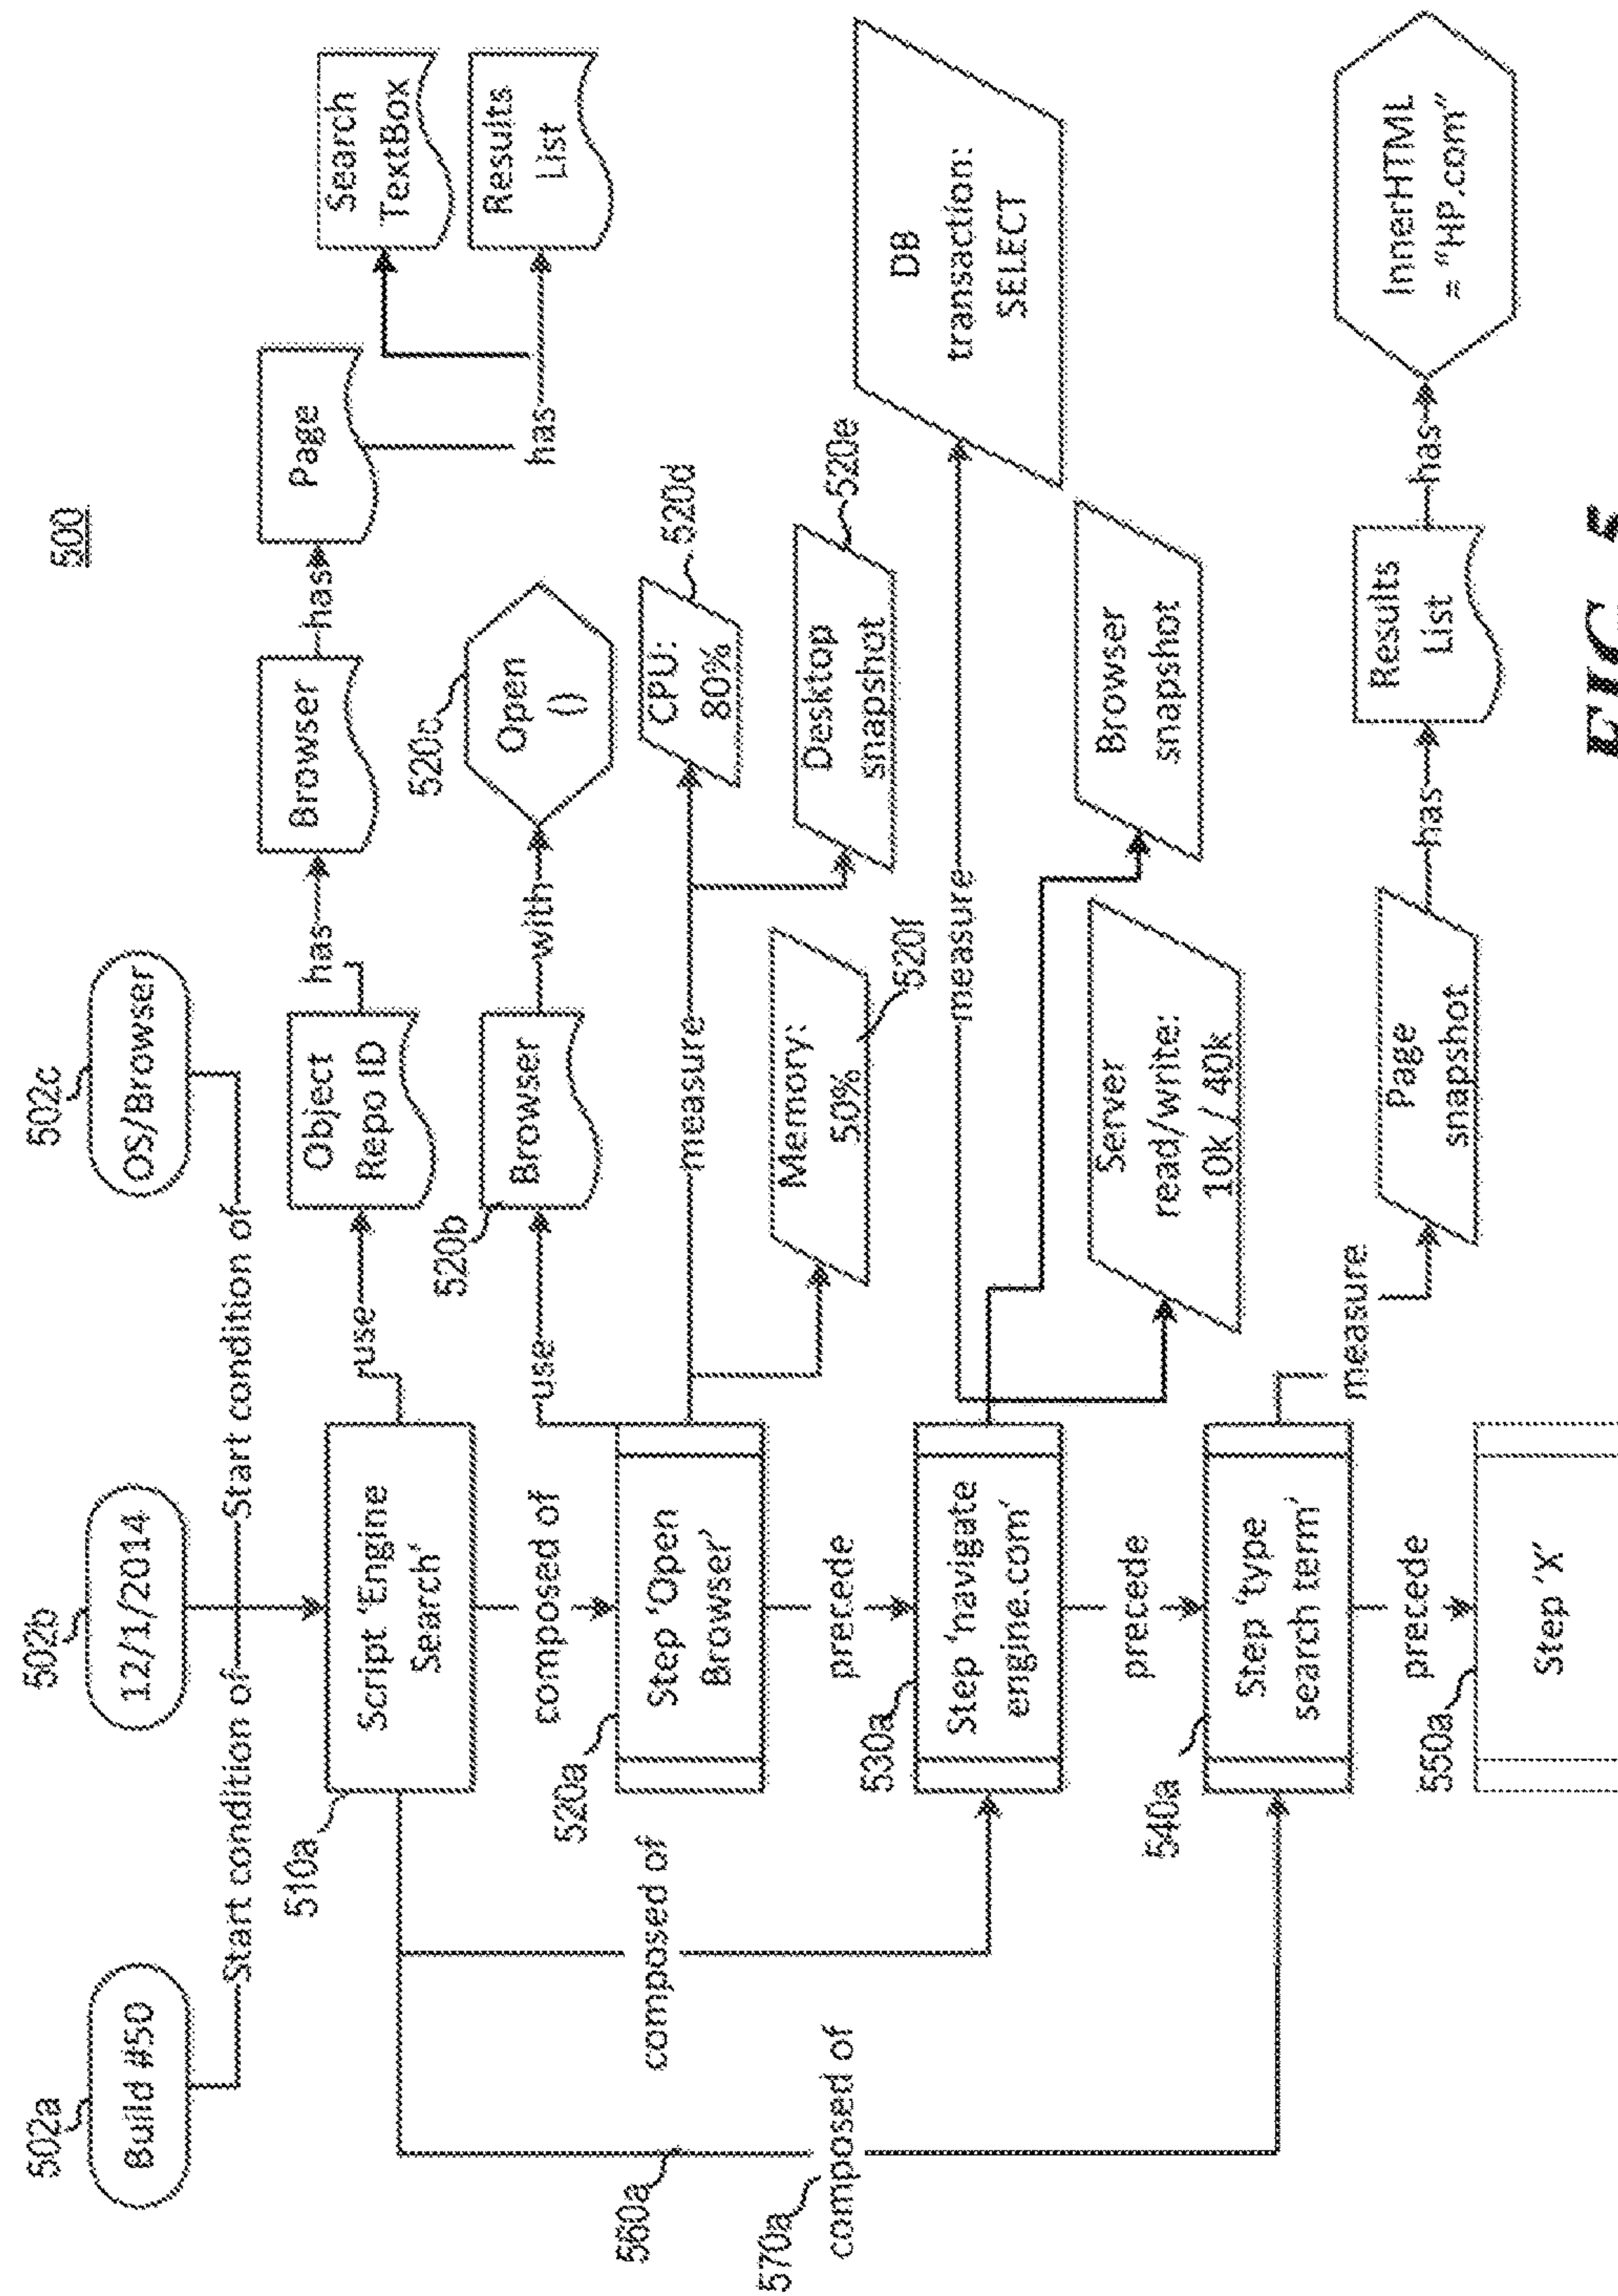 500
502a
502b
502c
Build #50
12/1/2014
OS/Browser
Start condition of
Start condition of
510a
Script ‘Engine
Search‘
use
Object
Repo ID
has
Browser
has
Page
has
Search
TextBox
Results
List
composed of
520a
Step ‘Open
Browser’
use
520b
Browser
with
520c
Open
()
measure
520d
CPU:
80%
Desktop
snapshot
520e
Memory:
50%
520f
composed of
560a
570a
composed of
precede
530a
Step ‘navigate
engine.com‘
measure
DB
transaction:
SELECT
Browser
snapshot
Server
read/write:
10k / 40k
precede
540a
Step ‘type
search term’
measure
Page
snapshot
has
Results
List
has
InnerHTML
= “HP.com”
precede
550a
Step ‘X’
FIG. 5